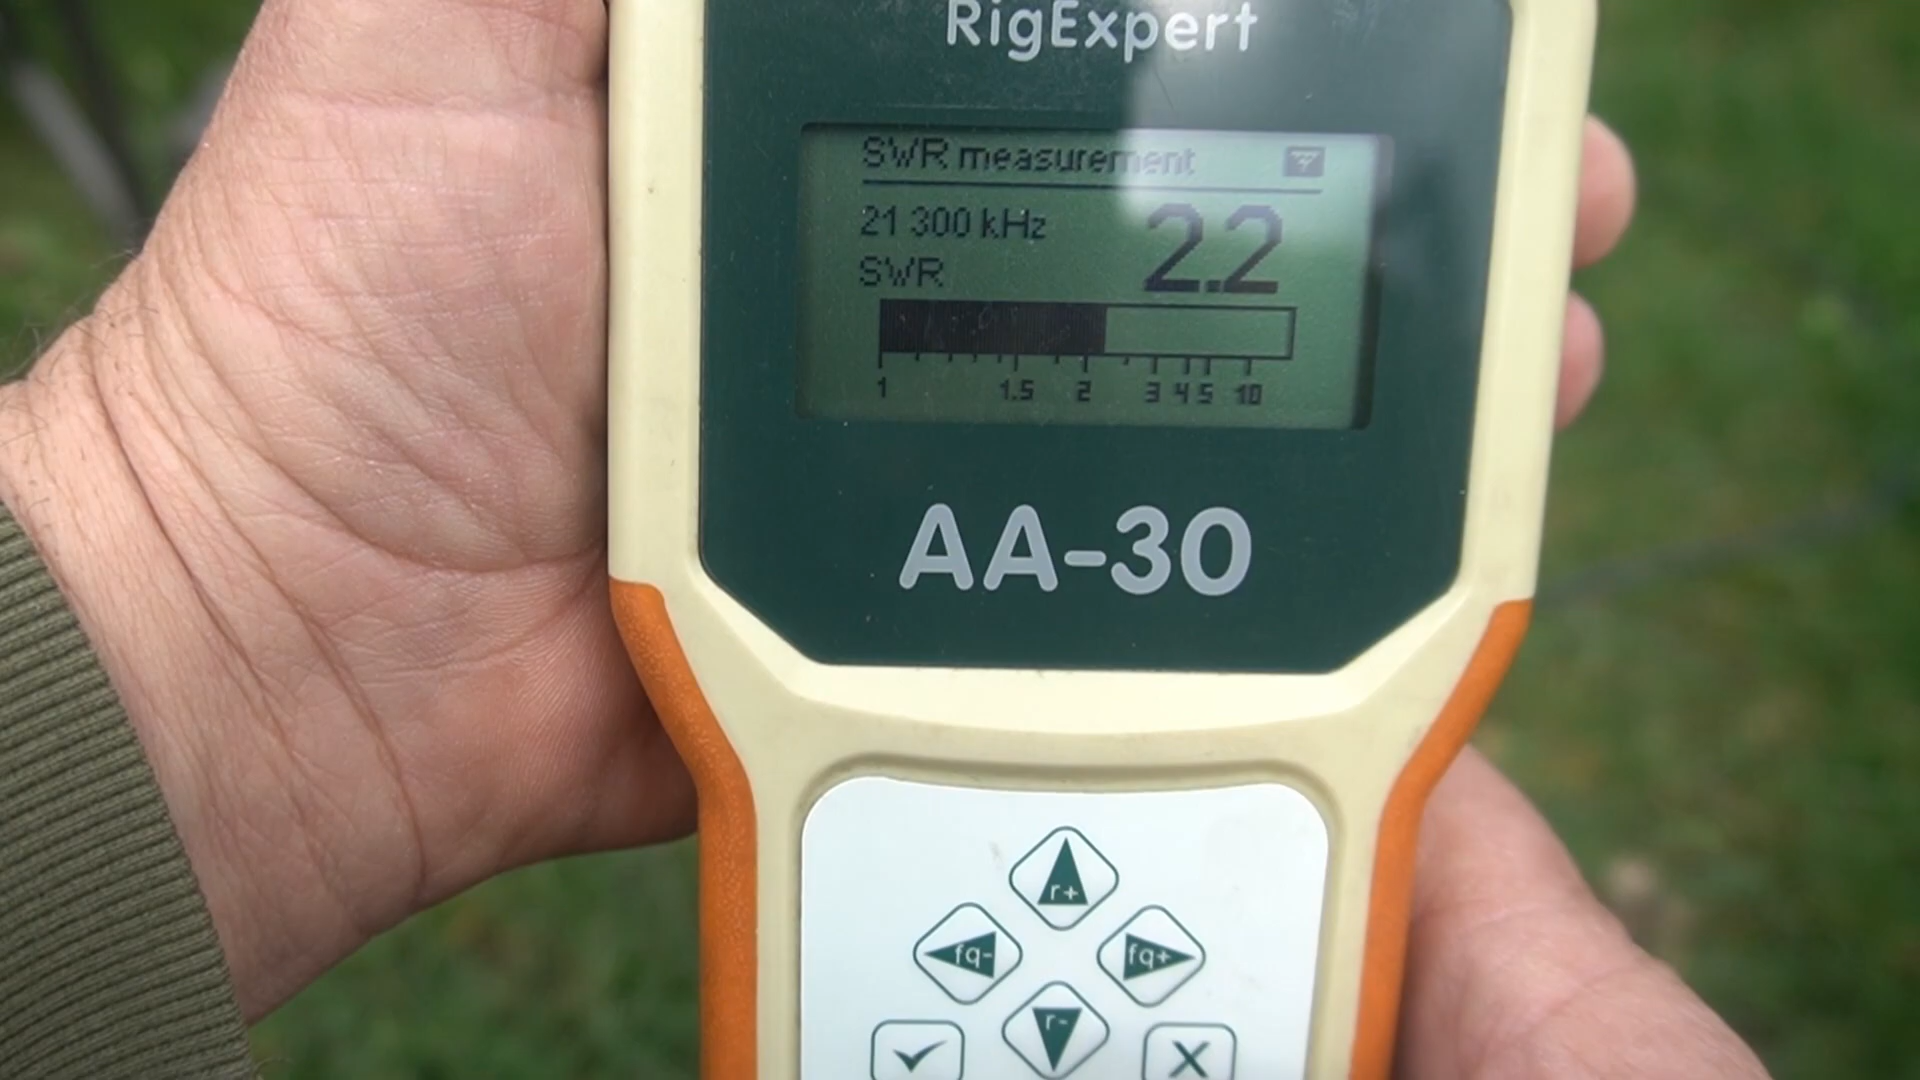 RigExpert
SWR measurement
21 300 kHz
2.2
SWR
1 1.5 2 3 4 5 10
AA-30
r+
fq- fq+
r-
X